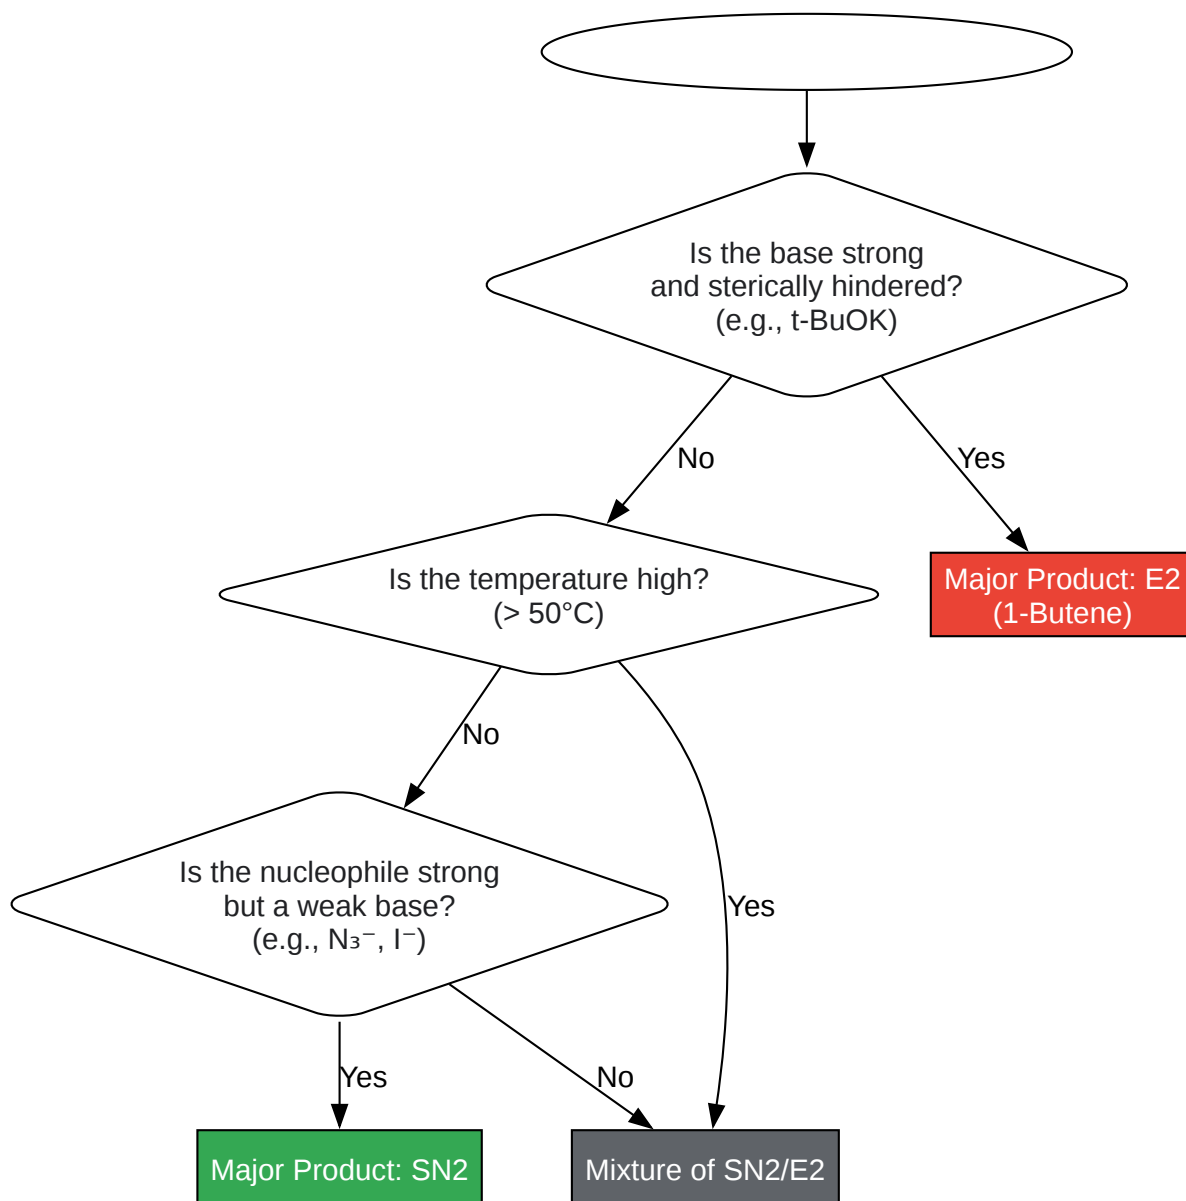 Is the base strong
and sterically hindered?
(e.g., t-BuOK)
No
Yes
Is the temperature high?
(> 50°C)
Major Product: E2
(1-Butene)
No
Is the nucleophile strong
but a weak base?
(e.g., N₃⁻, I⁻)
Yes
Yes
No
Major Product: SN2
Mixture of SN2/E2